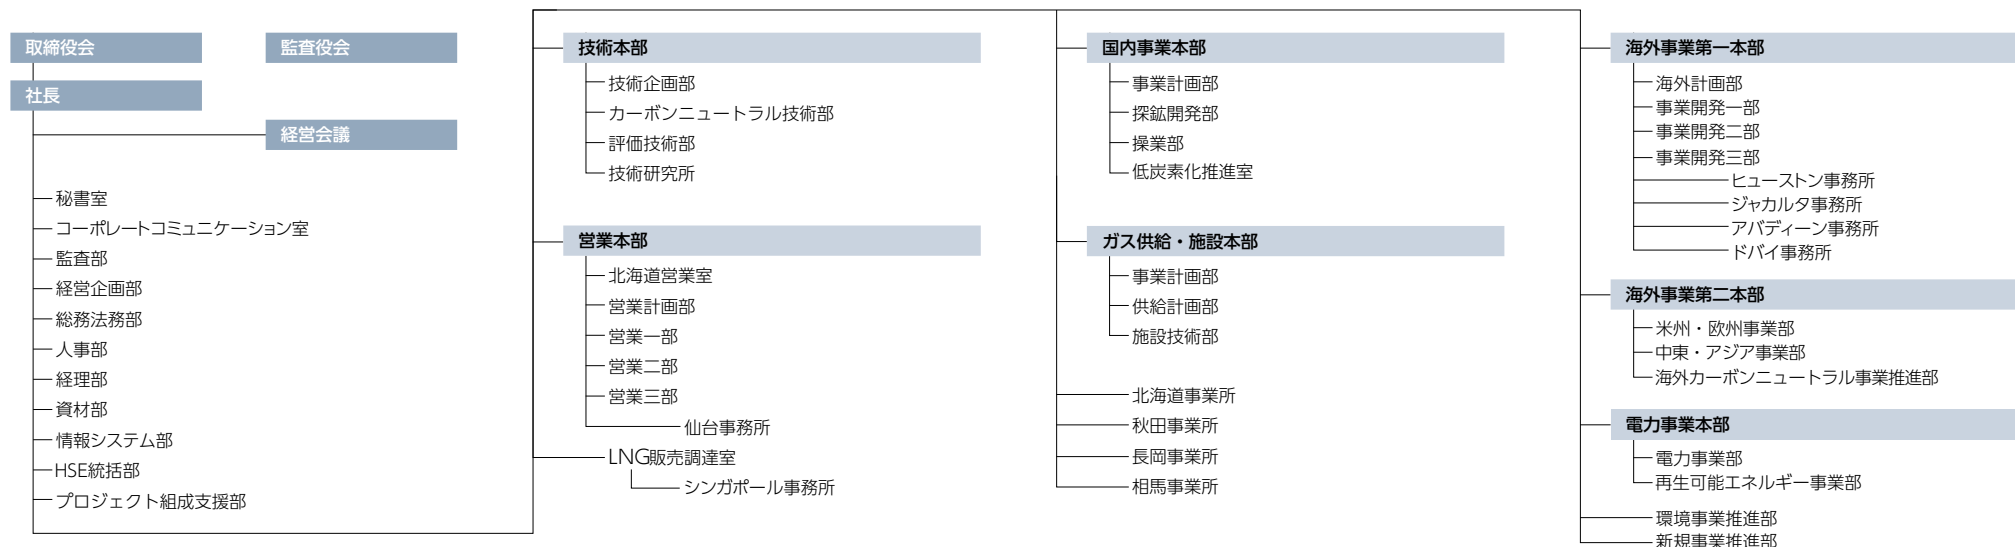 取締役会
監査役会
社長
経営会議
秘書室
コーポレートコミュニケーション室
監査部
経営企画部
総務法務部
人事部
経理部
資材部
情報システム部
HSE統括部
プロジェクト組成支援部
技術本部
技術企画部
カーボンニュートラル技術部
評価技術部
技術研究所
営業本部
北海道営業室
営業計画部
営業一部
営業二部
営業三部
仙台事務所
LNG販売調達室
シンガポール事務所
国内事業本部
事業計画部
探鉱開発部
操業部
低炭素化推進室
ガス供給・施設本部
事業計画部
供給計画部
施設技術部
北海道事業所
秋田事業所
長岡事業所
相馬事業所
海外事業第一本部
海外計画部
事業開発一部
事業開発二部
事業開発三部
ヒューストン事務所
ジャカルタ事務所
アバディーン事務所
ドバイ事務所
海外事業第二本部
米州・欧州事業部
中東・アジア事業部
海外カーボンニュートラル事業推進部
電力事業本部
電力事業部
再生可能エネルギー事業部
環境事業推進部
新規事業推進部